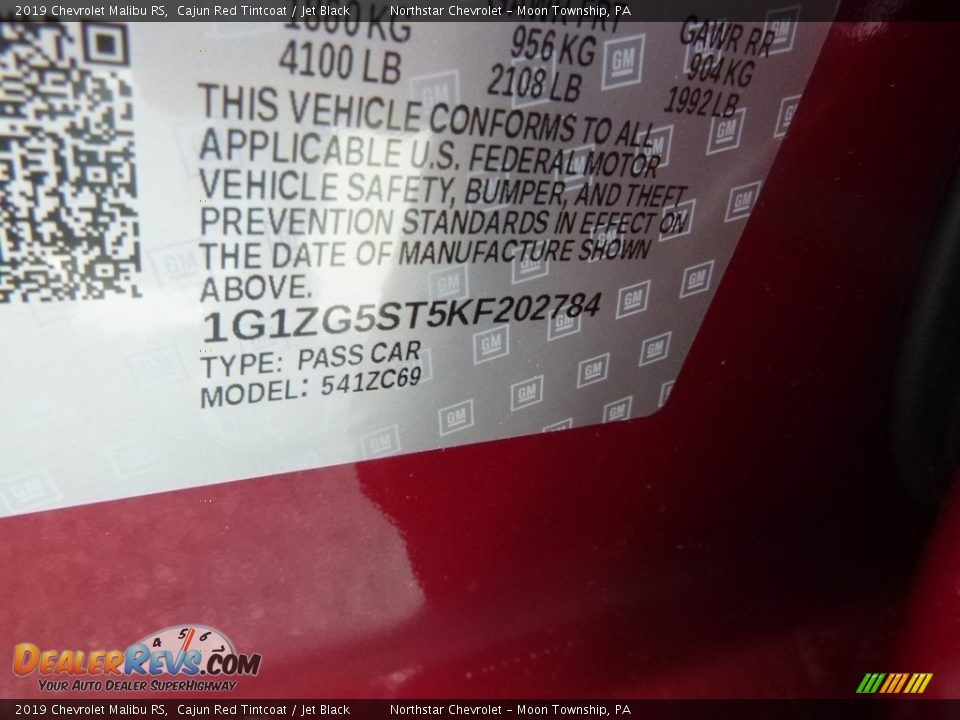 2019 Chevrolet Malibu RS, Cajun Red Tintcoat / Jet Black Northstar Chevrolet - Moon Township, PA
GAWR RR
956 KG 904 KG
4100 LB 2108 LB 1992 LB
THIS VEHICLE CONFORMS TO ALL
APPLICABLE U.S. FEDERAL MOTOR
VEHICLE SAFETY, BUMPER, AND THEFT
PREVENTION STANDARDS IN EFFECT ON
THE DATE OF MANUFACTURE SHOWN
ABOVE.
1G1ZG5ST5KF202784
TYPE: PASS CAR
MODEL: 541ZC69
GM
4 5 6
DEALERREVS.COM
YOUR AUTO DEALER SUPERHIGHWAY
2019 Chevrolet Malibu RS, Cajun Red Tintcoat / Jet Black Northstar Chevrolet - Moon Township, PA